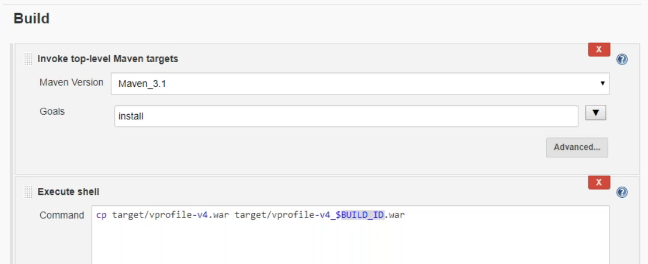 Build
X
Invoke top-level Maven targets
Maven Version Maven_3.1
Goals install
Advanced...
X
Execute shell
Command cp target/vprofile-v4.war target/vprofile-v4_$BUILD_ID.war